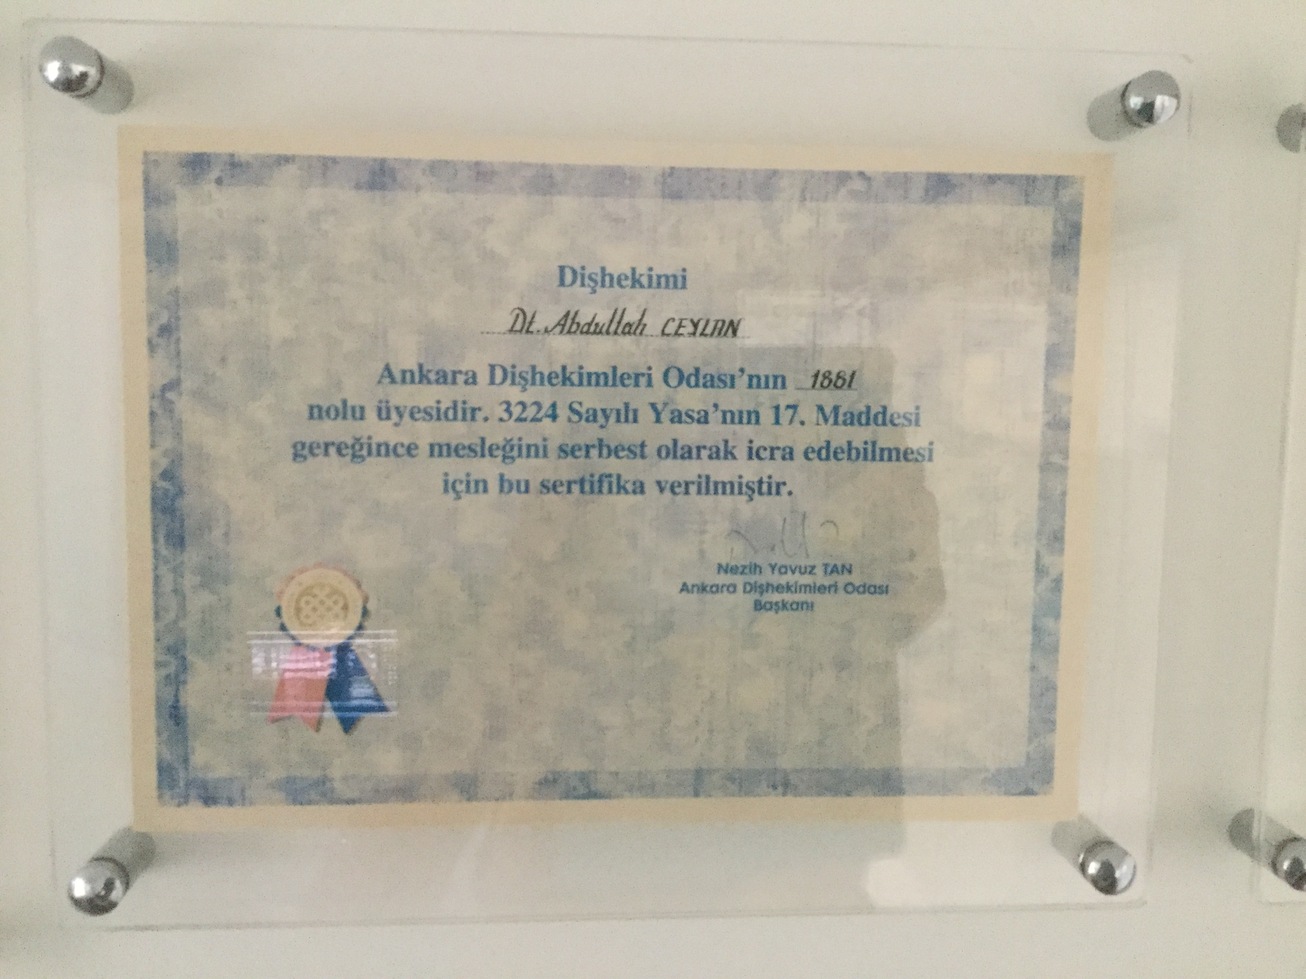 Dişhekimi
Dt. Abdullah CEYLAN
Ankara Dişhekimleri Odası'nın 1881
nolu üyesidir. 3224 Sayılı Yasa'nın 17. Maddesi
gereğince mesleğini serbest olarak icra edebilmesi
için bu sertifika verilmiştir.
Nezih Yavuz TAN
Ankara Dişhekimleri Odası
Başkanı